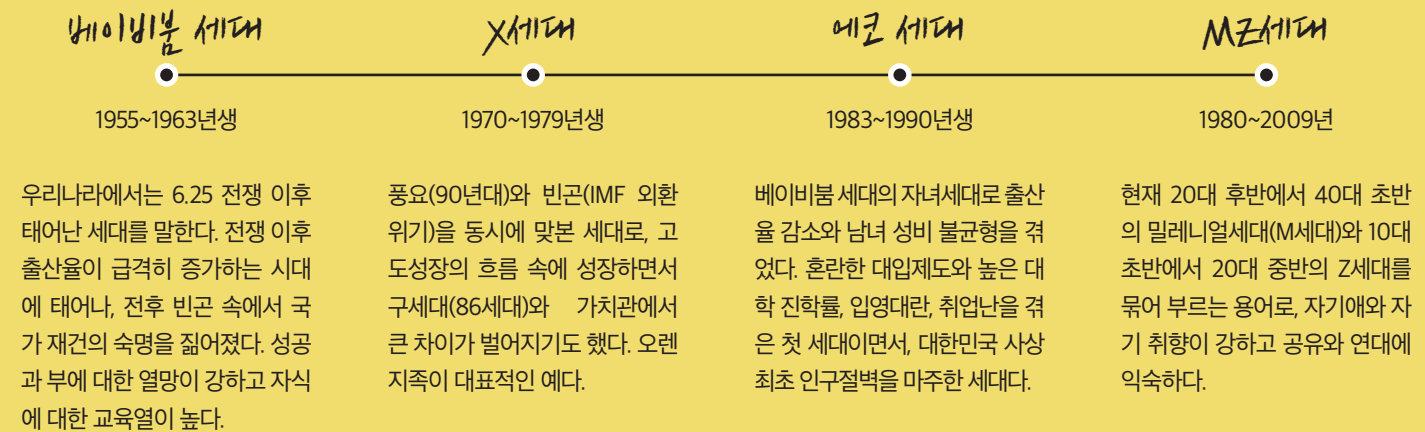 베이비붐 세대
1955~1963년생
우리나라에서는 6.25 전쟁 이후
태어난 세대를 말한다. 전쟁 이후
출산율이 급격히 증가하는 시대
에 태어나, 전후 빈곤 속에서 국
가 재건의 숙명을 짊어졌다. 성공
과 부에 대한 열망이 강하고 자식
에 대한 교육열이 높다.
X세대
1970~1979년생
풍요(90년대)와 빈곤(IMF 외환
위기)을 동시에 맛본 세대로, 고
도성장의 흐름 속에 성장하면서
구세대(86세대)와 가치관에서
큰 차이가 벌어지기도 했다. 오렌
지족이 대표적인 예다.
에코 세대
1983~1990년생
베이비붐 세대의 자녀세대로 출산
율 감소와 남녀 성비 불균형을 겪
었다. 혼란한 대입제도와 높은 대
학 진학률, 입영대란, 취업난을 겪
은 첫 세대이면서, 대한민국 사상
최초 인구절벽을 마주한 세대다.
MZ세대
1980~2009년
현재 20대 후반에서 40대 초반
의 밀레니얼세대(M세대)와 10대
초반에서 20대 중반의 Z세대를
묶어 부르는 용어로, 자기애와 자
기 취향이 강하고 공유와 연대에
익숙하다.